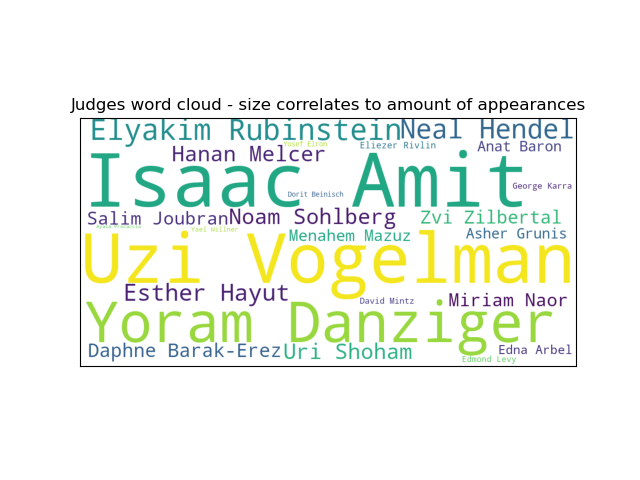 Judges word cloud - size correlates to amount of appearances
Elyakim Rubinstein
Neal Hendel
Yosef Elron
Eliezer Rivlin
Anat Baron
Hanan Melcer
Isaac Amit
George Karra
Dorit Beinisch
Salim Joubran
Noam Sohlberg
Zvi Zilbertal
Yael Willner
Menahem Mazuz
Asher Grunis
Uzi Vogelman
Esther Hayut
David Mintz
Miriam Naor
Yoram Danziger
Daphne Barak-Erez
Uri Shoham
Edna Arbel
Edmond Levy